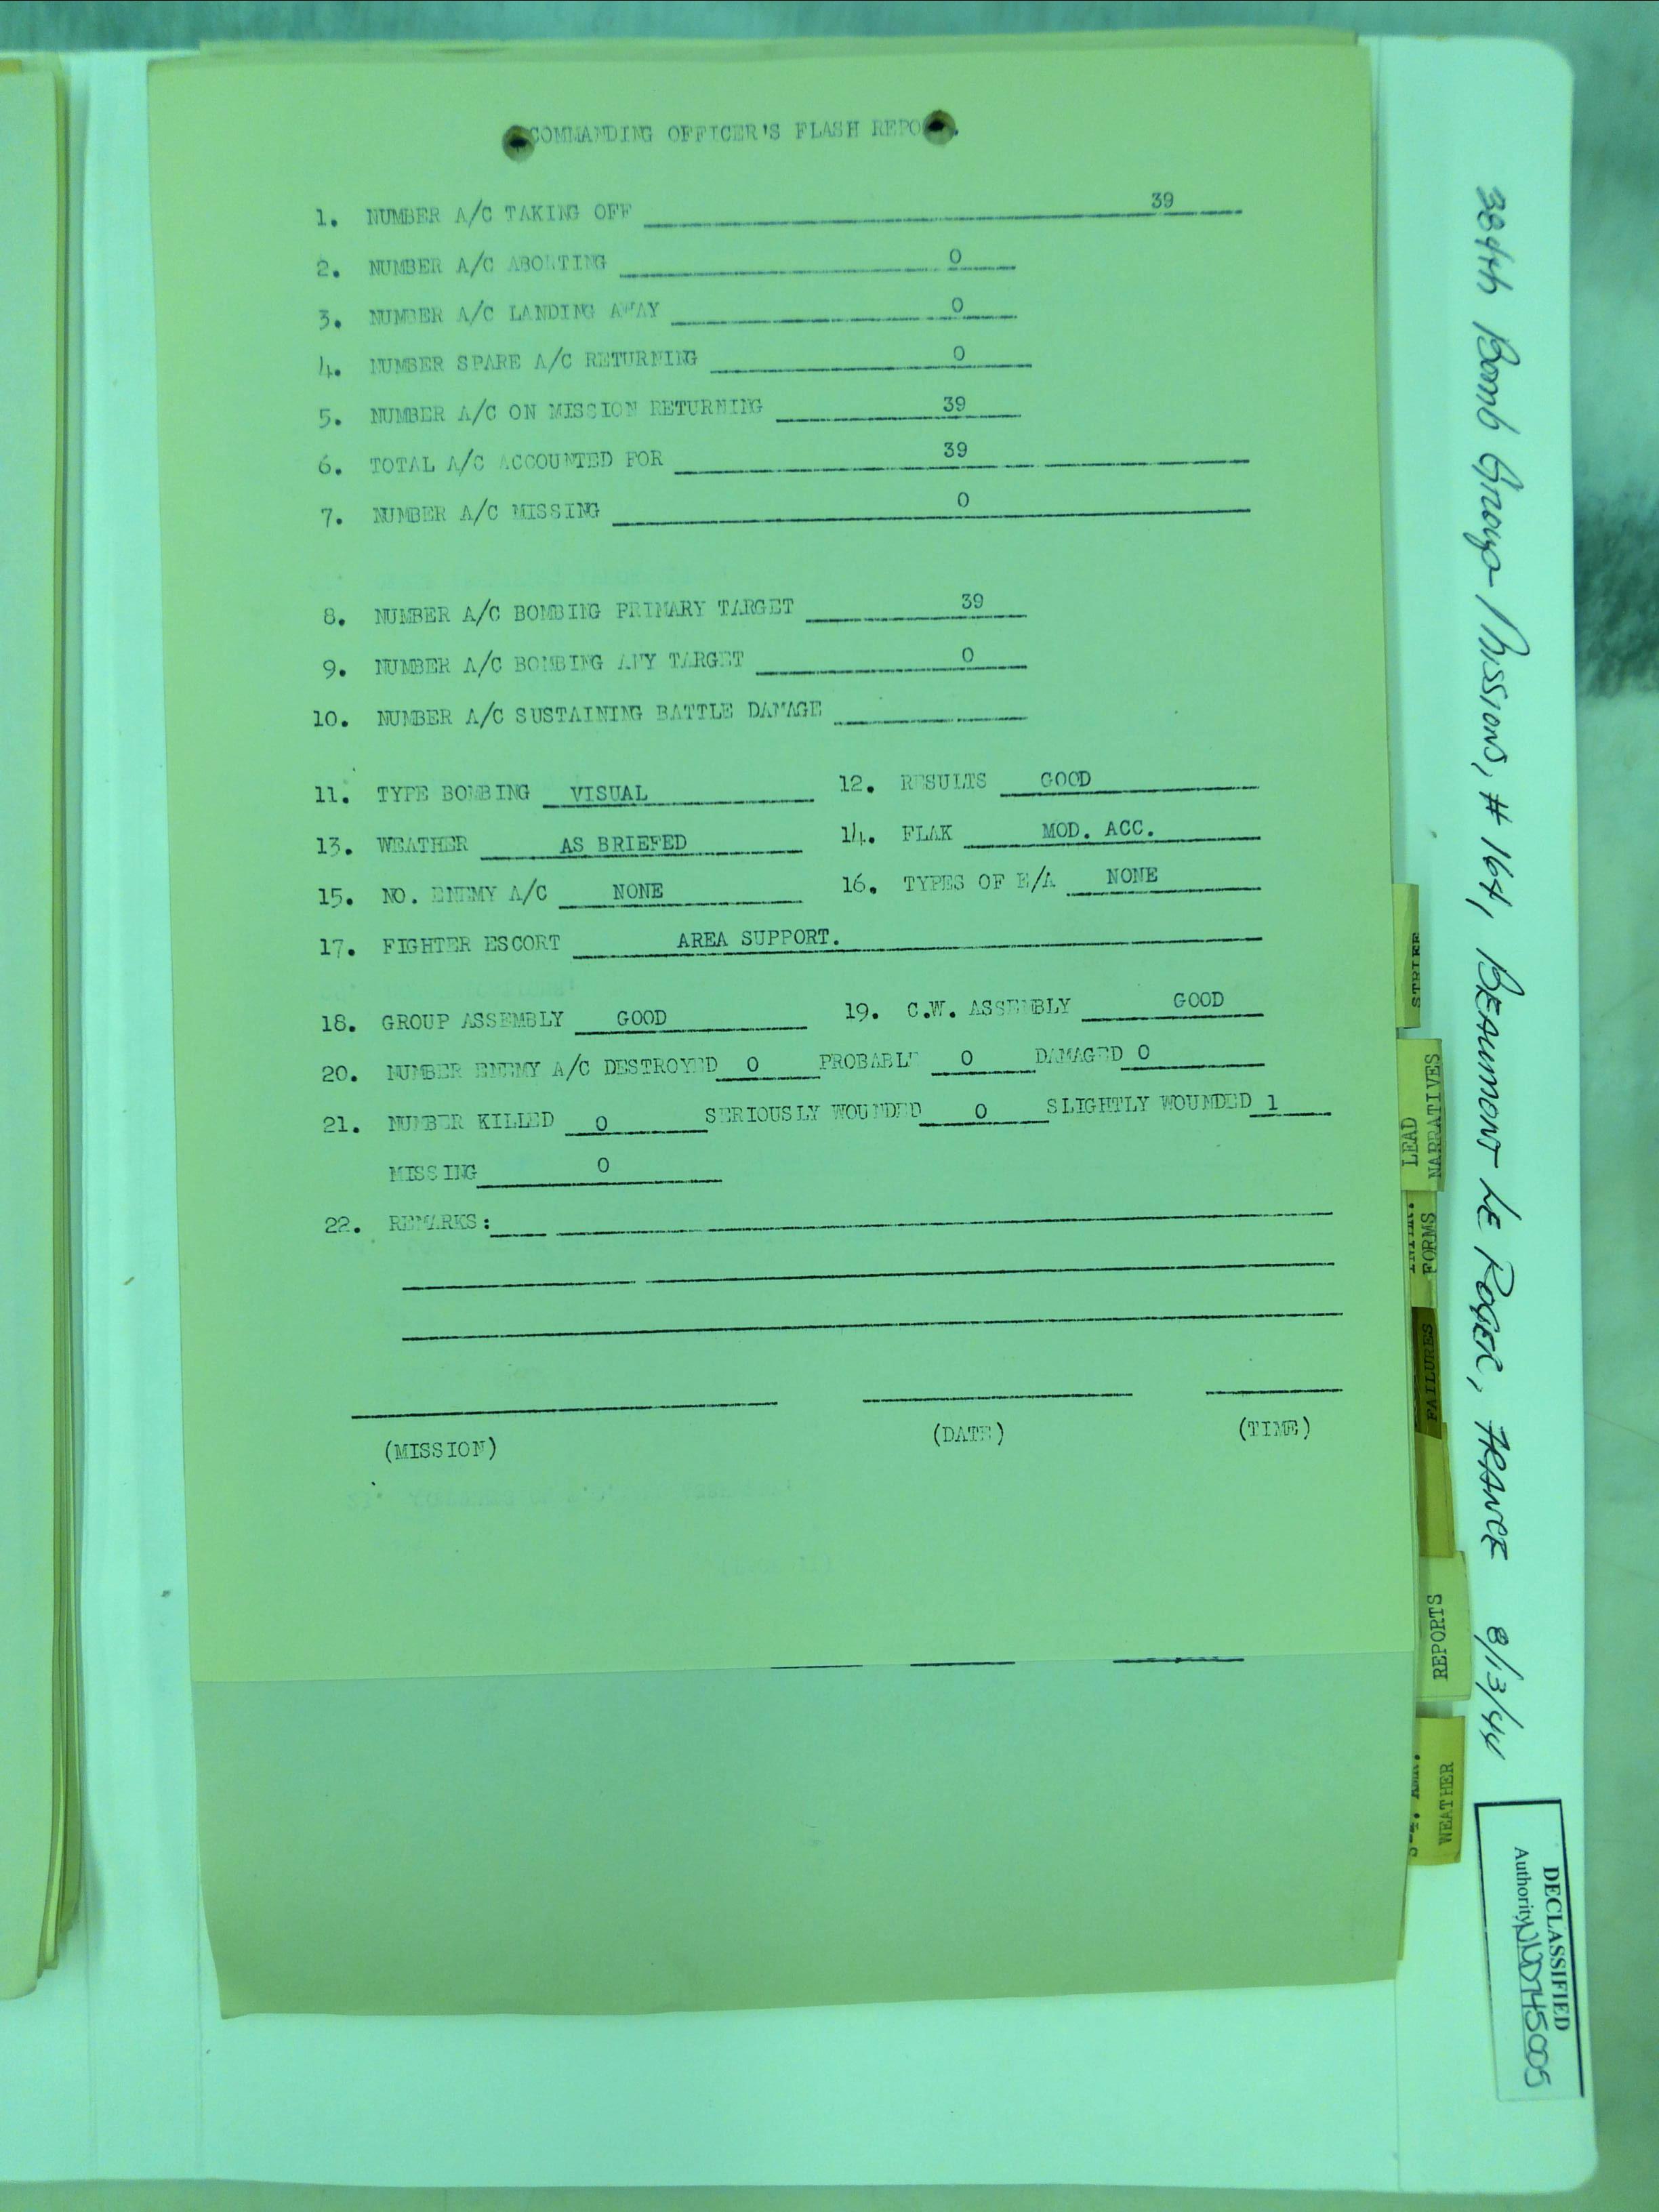 COMMANDING OFFICER'S FLASH REPO .
1. NUMBER A/C TAKING OFF 39
2. NUMBER A/C ABORTING 0
3. NUMBER A/C LANDING AWAY 0
4. NUMBER SPARE A/C RETURNING 0
5. NUMBER A/C ON MISSION RETURNING 39
6. TOTAL A/C ACCOUNTED FOR 39
7. NUMBER A/C MISSING 0
8. NUMBER A/C BOMBING PRIMARY TARGET 39
9. NUMBER A/C BOMBING ANY TARGET 0
10. NUMBER A/C SUSTAINING BATTLE DAMAGE
11. TYPE BOMBING VISUAL 12. RESULTS GOOD
13. WEATHER AS BRIEFED 14. FLAK MOD. ACC.
15. NO. ENEMY A/C NONE 16. TYPES OF E/A NONE
17. FIGHTER ESCORT AREA SUPPORT.
18. GROUP ASSEMBLY GOOD 19. C.W. ASSEMBLY GOOD
20. NUMBER ENEMY A/C DESTROYED 0 PROBABLE 0 DAMAGED 0
21. NUMBER KILLED 0 SERIOUSLY WOUNDED 0 SLIGHTLY WOUNDED 1
MISSING 0
22. REMARKS:
(MISSION) (DATE) (TIME)
STRIKE
LEAD
NARRATIVES
FORMS
FAILURES
REPORTS
WEATHER
384th Bomb Group - Missions, # 164, BEAUMONT LE ROGER, FRANCE 8/13/44
DECLASSIFIED
Authority NND745005